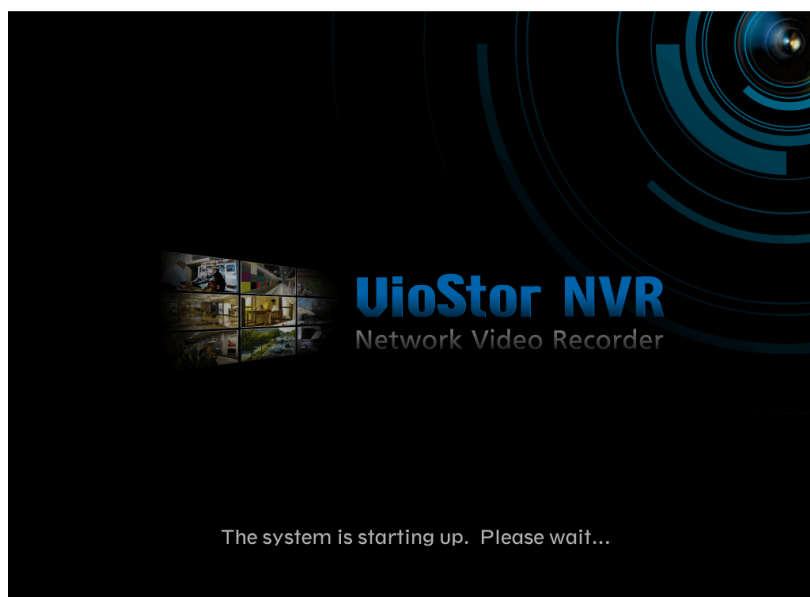 VioStor NVR
Network Video Recorder
The system is starting up. Please wait...